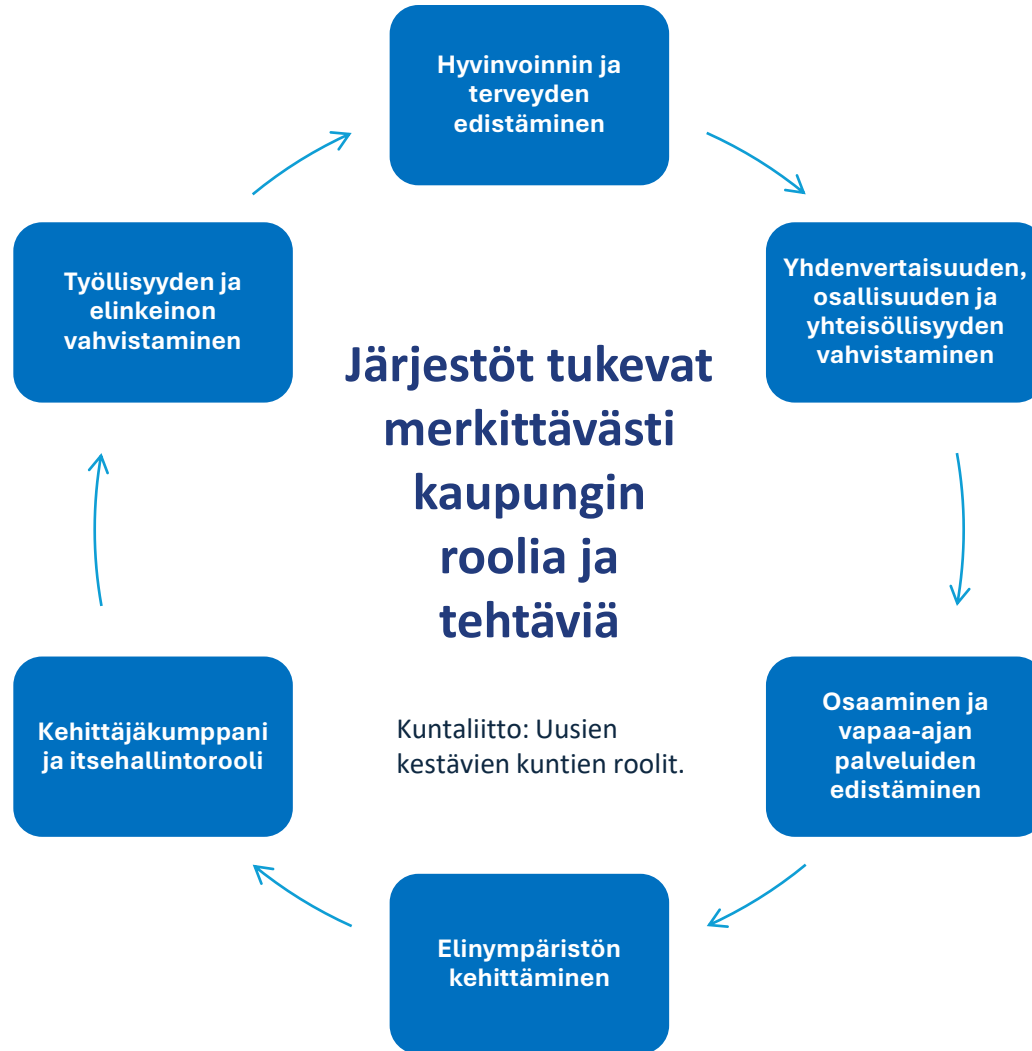 Hyvinvoinnin ja
terveyden
edistäminen
Yhdenvertaisuuden,
osallisuuden ja
yhteisöllisyyden
vahvistaminen
Osaaminen ja
vapaa-ajan
palveluiden
edistäminen
Elinympäristön
kehittäminen
Kehittäjäkumppani
ja itsehallintorooli
Työllisyyden ja
elinkeinon
vahvistaminen
Järjestöt tukevat
merkittävästi
kaupungin
roolia ja
tehtäviä
Kuntaliitto: Uusien
kestävien kuntien roolit.